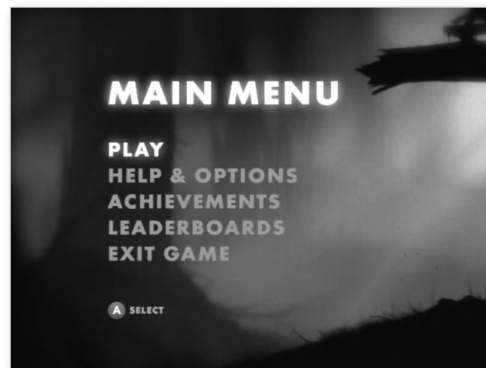 MAIN MENU
PLAY
HELP & OPTIONS
ACHIEVEMENTS
LEADERBOARDS
EXIT GAME
A SELECT